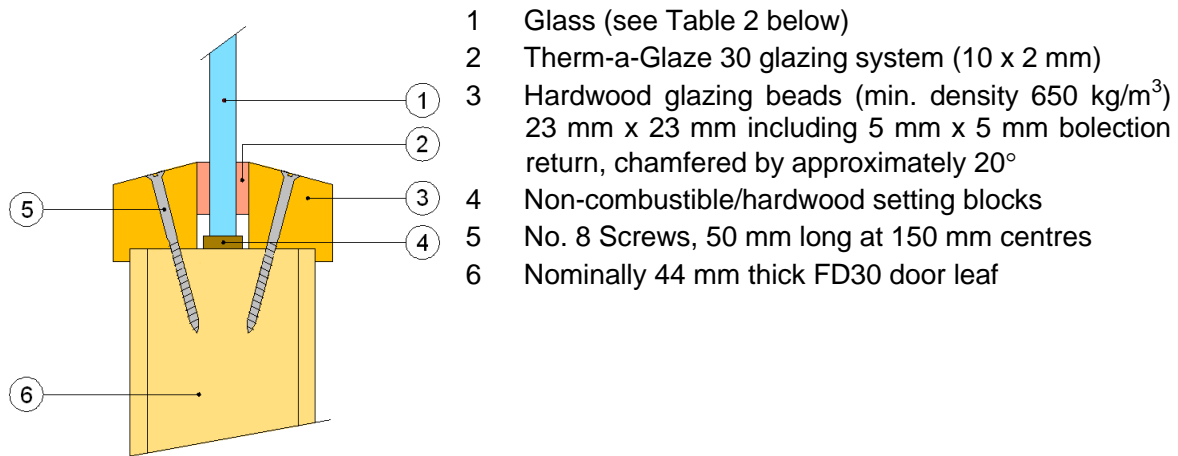 1 Glass (see Table 2 below)
2 Therm-a-Glaze 30 glazing system (10 x 2 mm)
3 Hardwood glazing beads (min. density 650 kg/m³)
23 mm x 23 mm including 5 mm x 5 mm bolection
return, chamfered by approximately 20°
4 Non-combustible/hardwood setting blocks
5 No. 8 Screws, 50 mm long at 150 mm centres
6 Nominally 44 mm thick FD30 door leaf
1
2
3
5
4
6